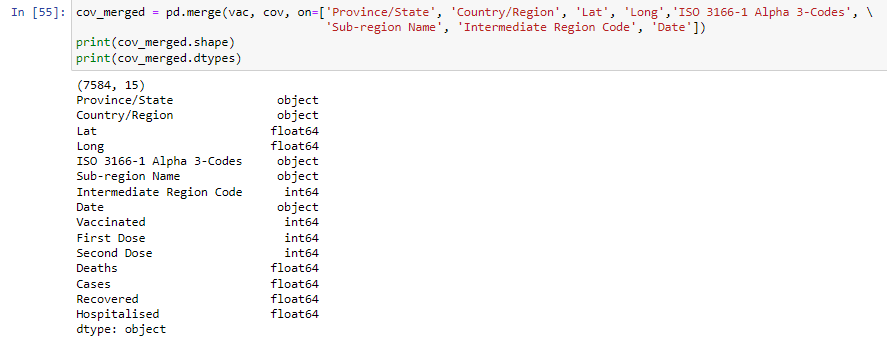 In [55]: cov_merged = pd.merge(vac, cov, on=['Province/State', 'Country/Region', 'Lat', 'Long','ISO 3166-1 Alpha 3-Codes', \
'Sub-region Name', 'Intermediate Region Code', 'Date'])
print(cov_merged.shape)
print(cov_merged.dtypes)
(7584, 15)
Province/State object
Country/Region object
Lat float64
Long float64
ISO 3166-1 Alpha 3-Codes object
Sub-region Name object
Intermediate Region Code int64
Date object
Vaccinated int64
First Dose int64
Second Dose int64
Deaths float64
Cases float64
Recovered float64
Hospitalised float64
dtype: object